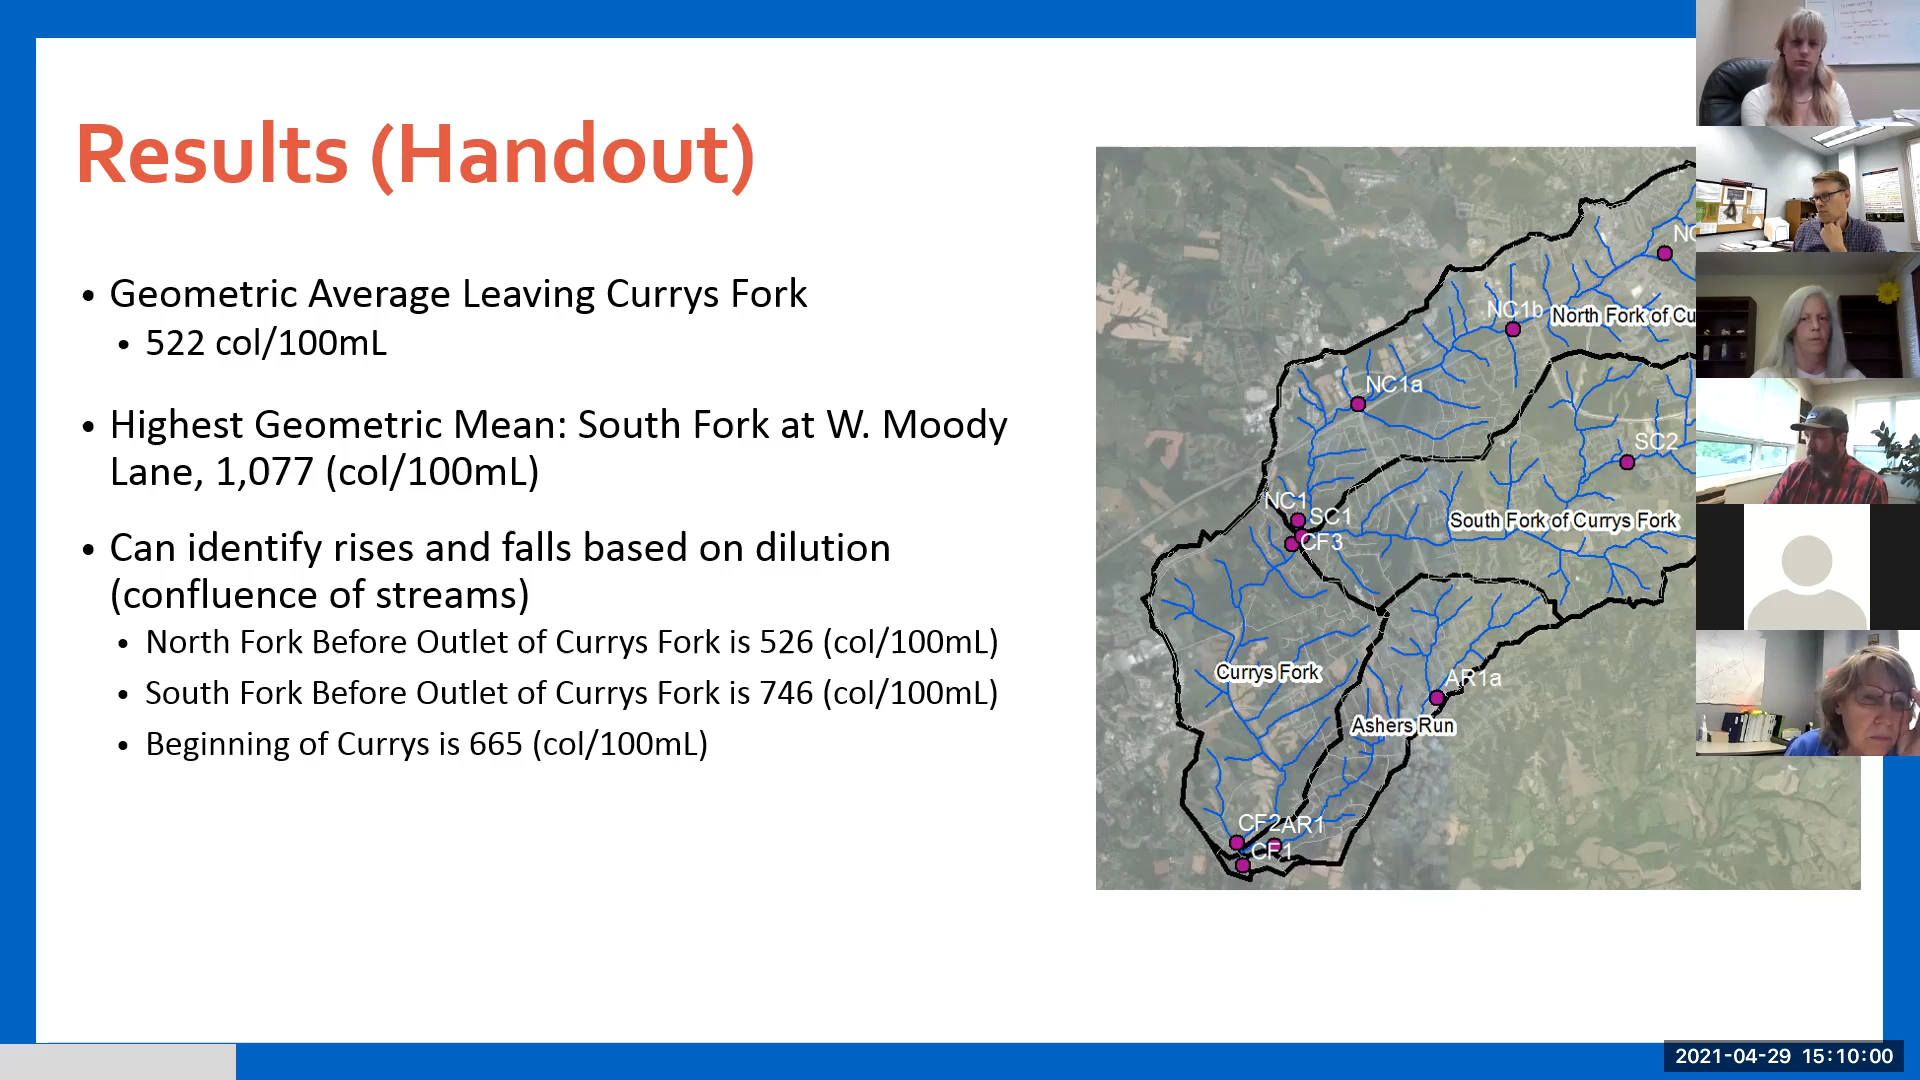 Results (Handout)
• Geometric Average Leaving Currys Fork
• 522 col/100mL
• Highest Geometric Mean: South Fork at W. Moody
Lane, 1,077 (col/100mL)
• Can identify rises and falls based on dilution
(confluence of streams)
• North Fork Before Outlet of Currys Fork is 526 (col/100mL)
• South Fork Before Outlet of Currys Fork is 746 (col/100mL)
• Beginning of Currys is 665 (col/100mL)
NC
NC1b
North Fork of Cu
NC1a
SC2
NC1
SC1
South Fork of Currys Fork
CF3
Currys Fork
AR1a
Ashers Run
CF2
AR1
CF1
2021-04-29 15:10:00